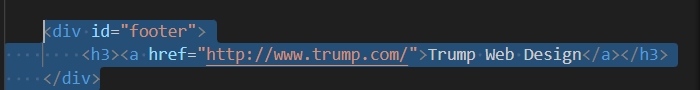 <div id="footer">
<h3><a href="http://www.trump.com/">Trump Web Design</a></h3>
</div>